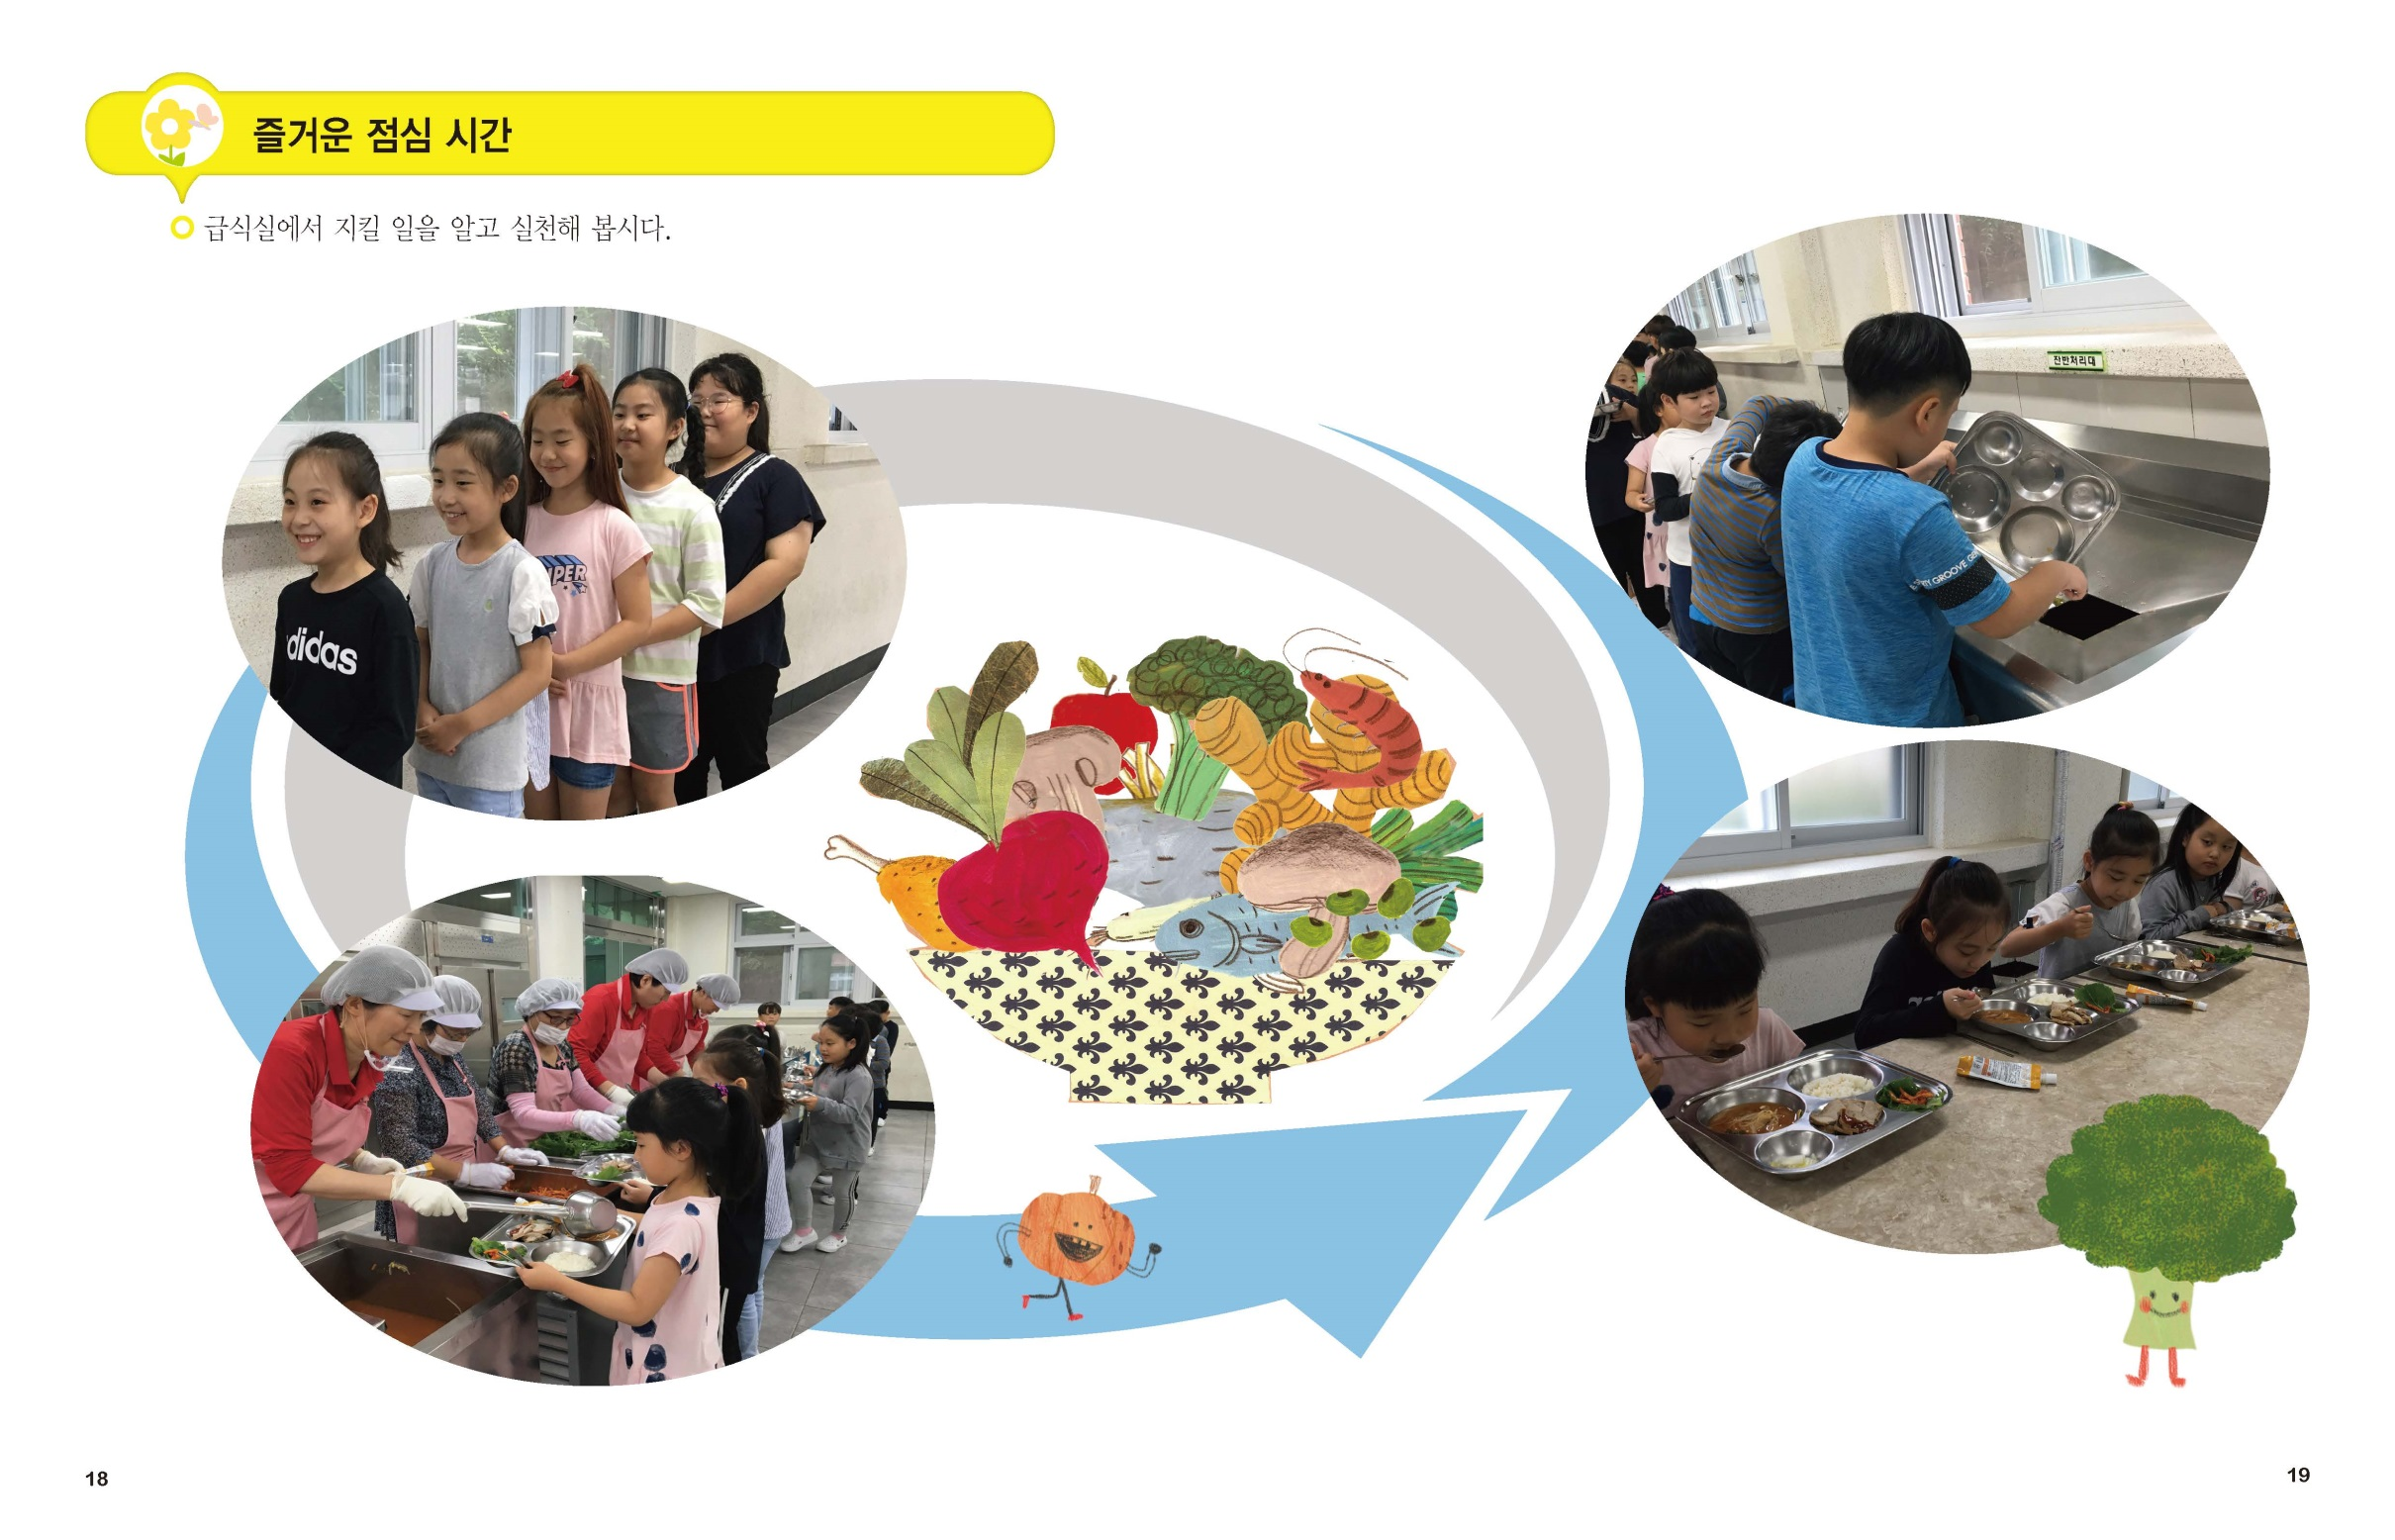 즐거운 점심 시간
급식실에서 지킬 일을 알고 실천해 봅시다.
잔반처리대
didas
GROOVE
18
19